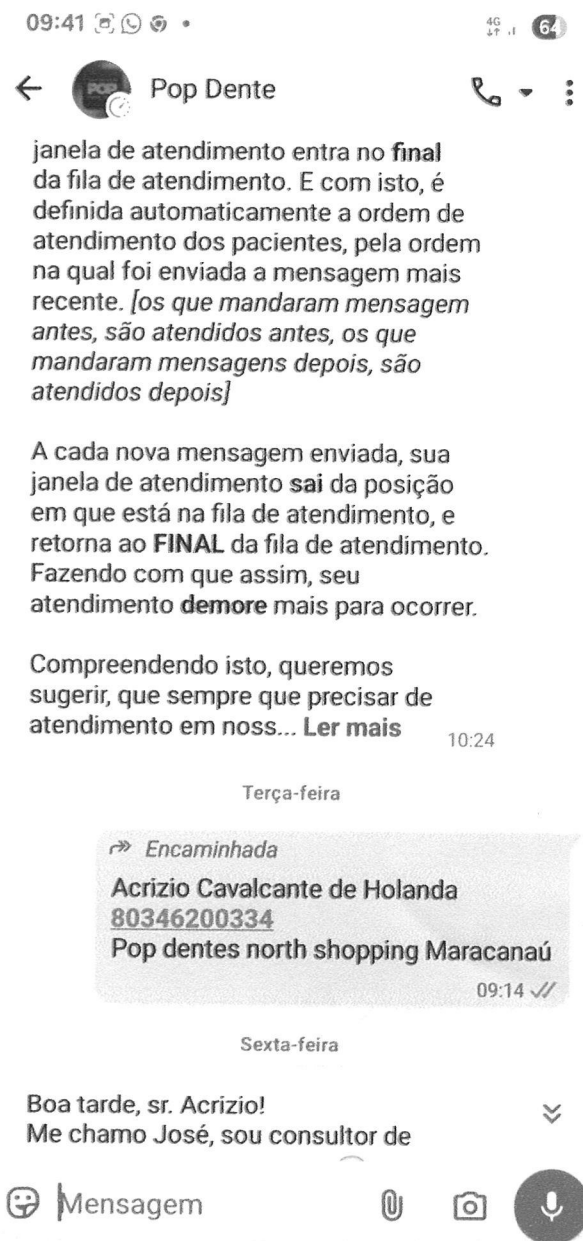 09:41
4G
64
POP
Pop Dente
janela de atendimento entra no final
da fila de atendimento. E com isto, é
definida automaticamente a ordem de
atendimento dos pacientes, pela ordem
na qual foi enviada a mensagem mais
recente. [os que mandaram mensagem
antes, são atendidos antes, os que
mandaram mensagens depois, são
atendidos depois]
A cada nova mensagem enviada, sua
janela de atendimento sai da posição
em que está na fila de atendimento, e
retorna ao FINAL da fila de atendimento.
Fazendo com que assim, seu
atendimento demore mais para ocorrer.
Compreendendo isto, queremos
sugerir, que sempre que precisar de
atendimento em noss... Ler mais
10:24
Terça-feira
Encaminhada
Acrizio Cavalcante de Holanda
80346200334
Pop dentes north shopping Maracanaú
09:14
Sexta-feira
Boa tarde, sr. Acrizio!
Me chamo José, sou consultor de
Mensagem